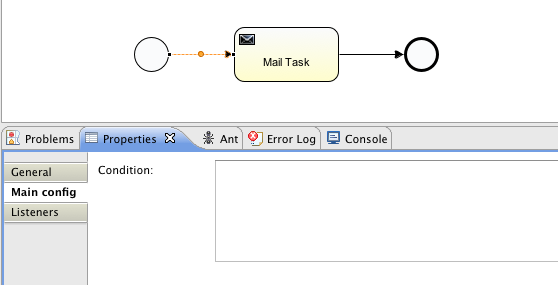 Mail Task
Problems Properties Ant Error Log Console
General
Condition:
Main config
Listeners